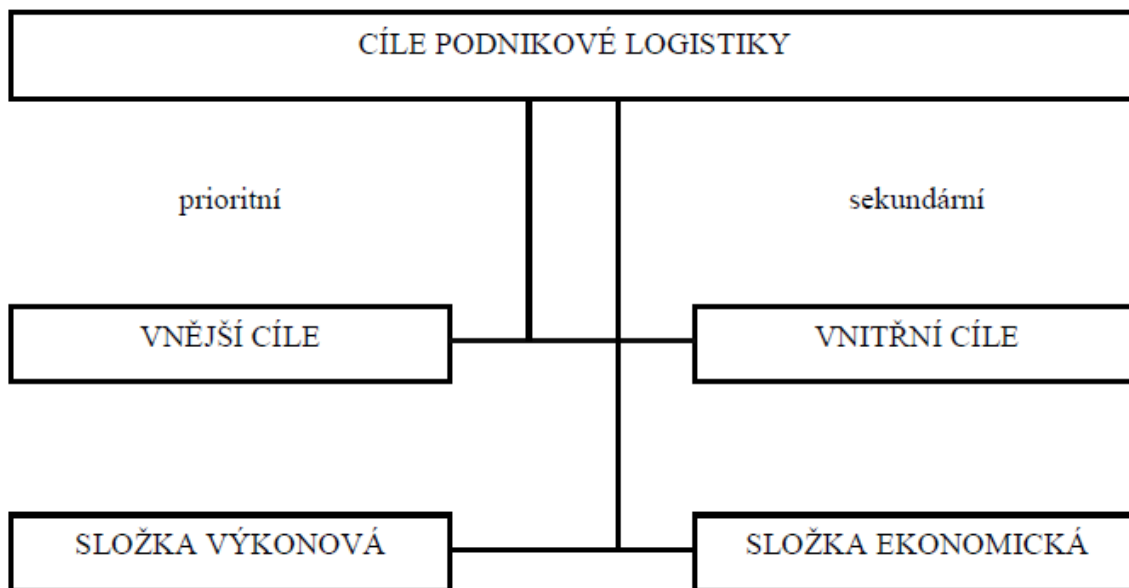 CÍLE PODNIKOVÉ LOGISTIKY
prioritní
sekundární
VNĚJŠÍ CÍLE
VNITŘNÍ CÍLE
SLOŽKA VÝKONOVÁ
SLOŽKA EKONOMICKÁ